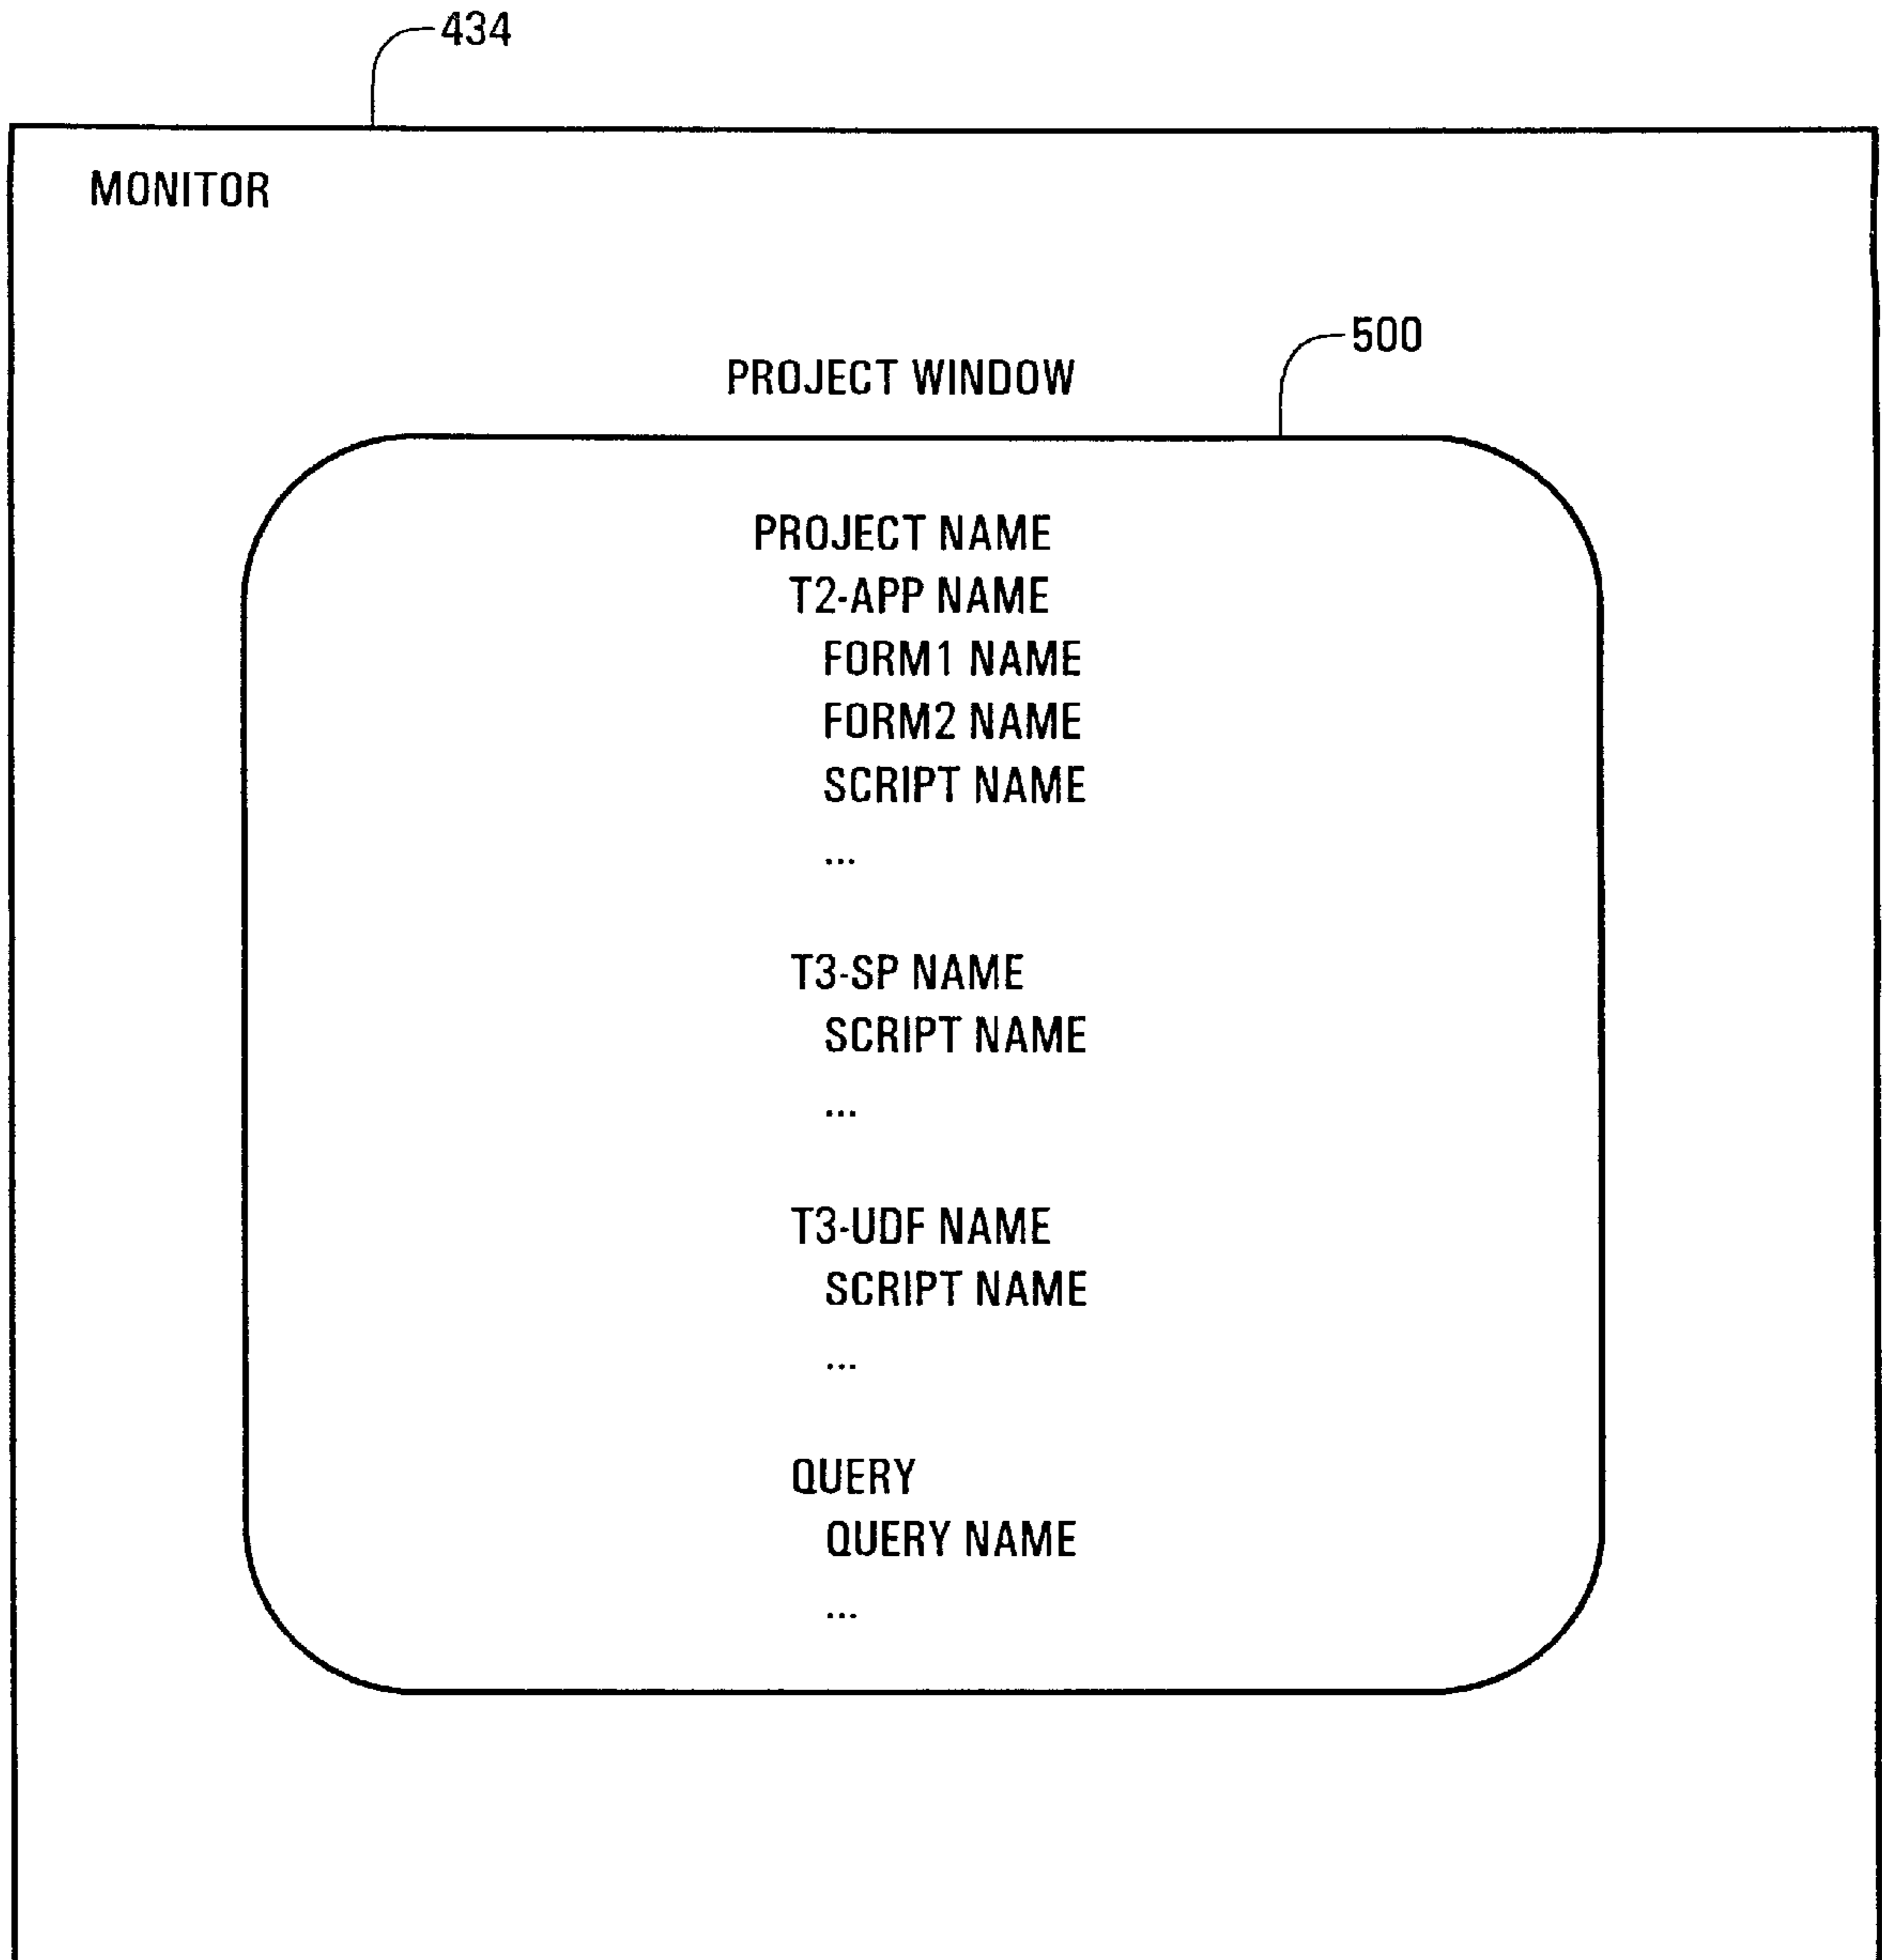 434
MONITOR
500
PROJECT WINDOW
PROJECT NAME
T2-APP NAME
FORM1 NAME
FORM2 NAME
SCRIPT NAME
...
T3-SP NAME
SCRIPT NAME
...
T3-UDF NAME
SCRIPT NAME
...
QUERY
QUERY NAME
...